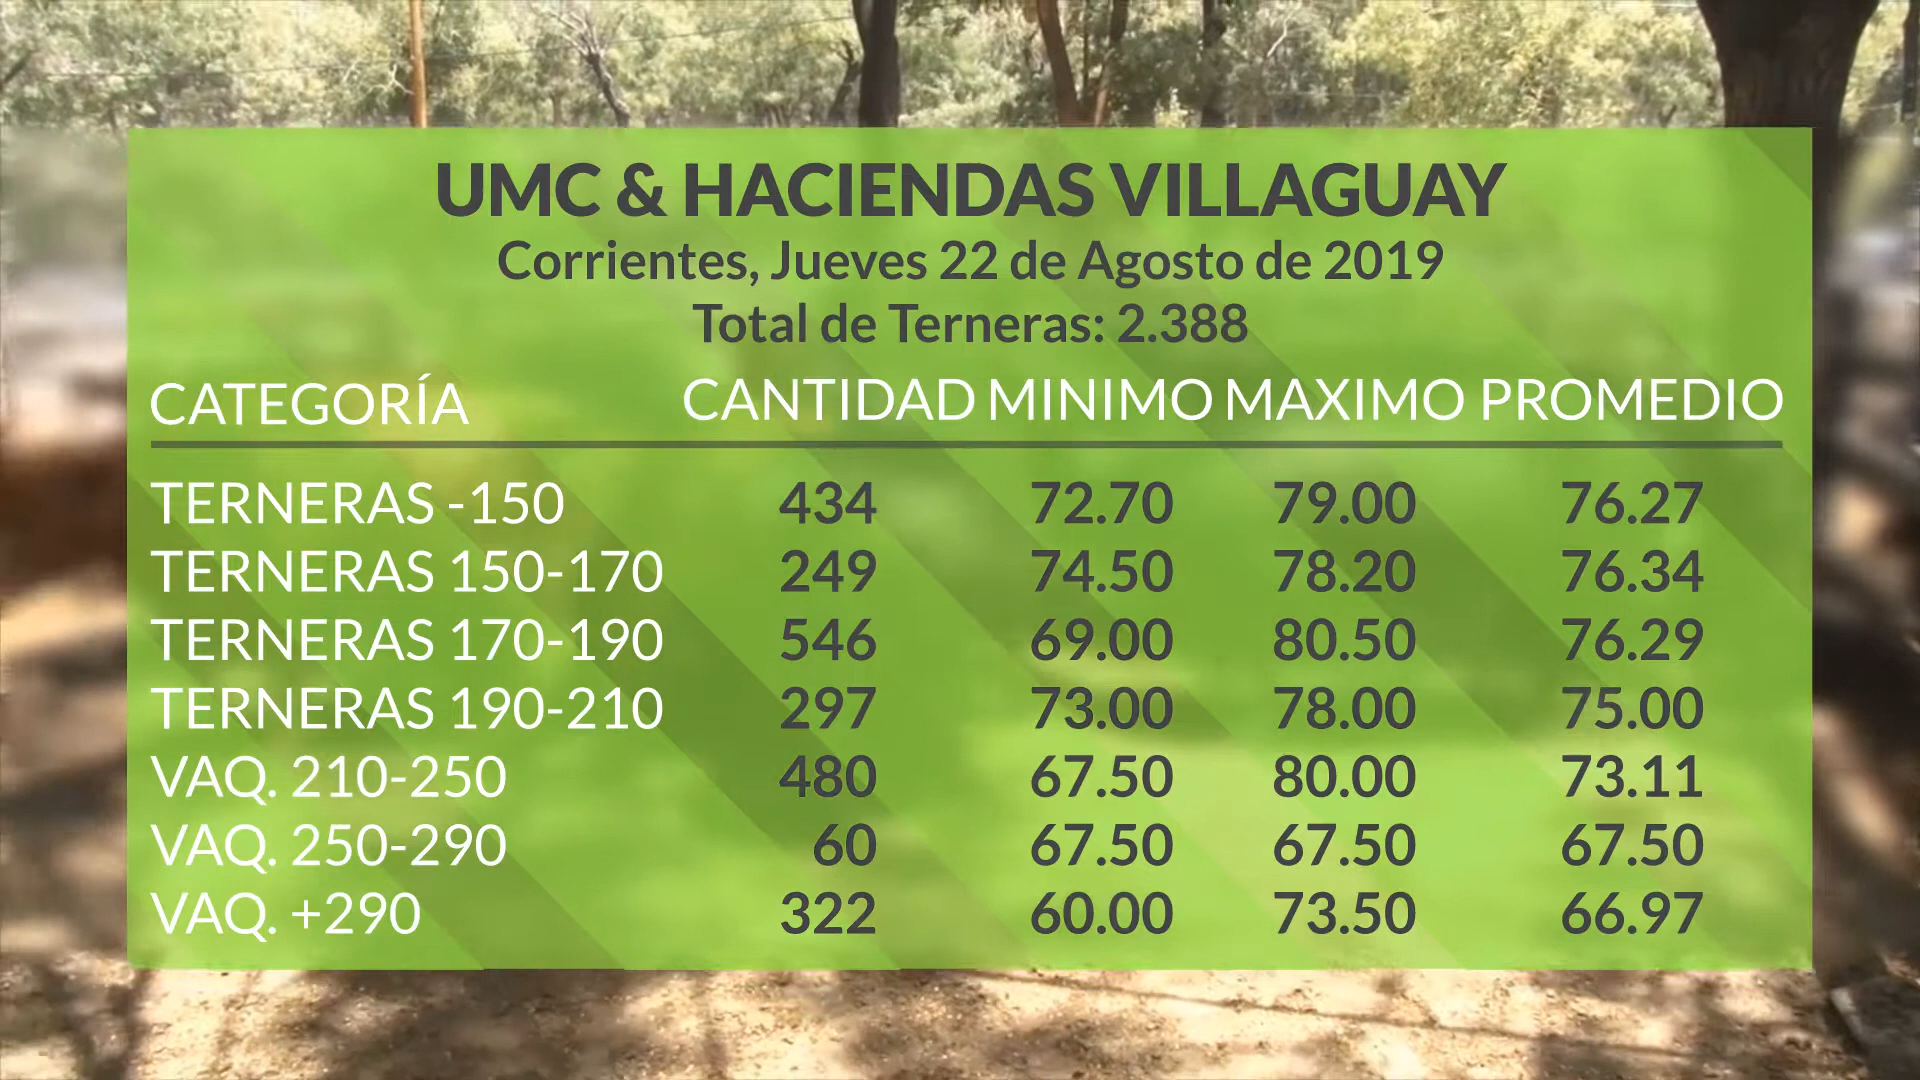 UMC & HACIENDAS VILLAGUAY
Corrientes, Jueves 22 de Agosto de 2019
Total de Terneras: 2.388
CATEGORÍA CANTIDAD MINIMO MAXIMO PROMEDIO
TERNERAS -150 434 72.70 79.00 76.27
TERNERAS 150-170 249 74.50 78.20 76.34
TERNERAS 170-190 546 69.00 80.50 76.29
TERNERAS 190-210 297 73.00 78.00 75.00
VAQ. 210-250 480 67.50 80.00 73.11
VAQ. 250-290 60 67.50 67.50 67.50
VAQ. +290 322 60.00 73.50 66.97